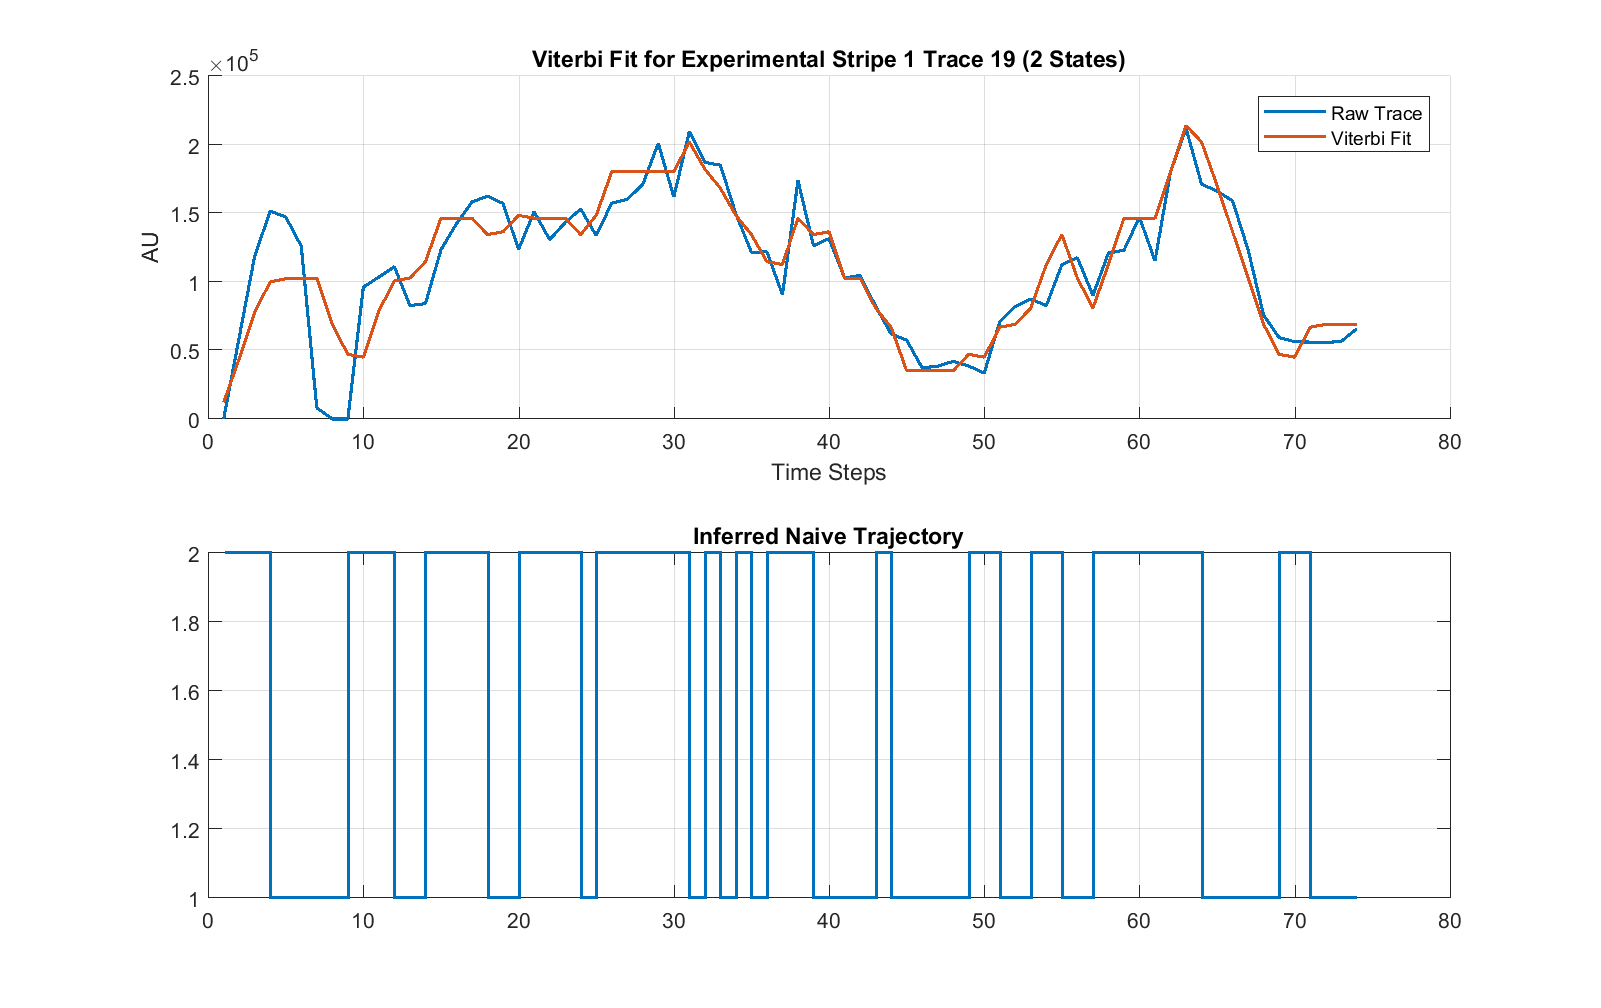 Viterbi Fit for Experimental Stripe 1 Trace 19 (2 States)
×10^5
2.5
2
1.5
1
0.5
0
AU
Raw Trace
Viterbi Fit
0 10 20 30 40 50 60 70 80
Time Steps
Inferred Naive Trajectory
2
1.8
1.6
1.4
1.2
1
0 10 20 30 40 50 60 70 80